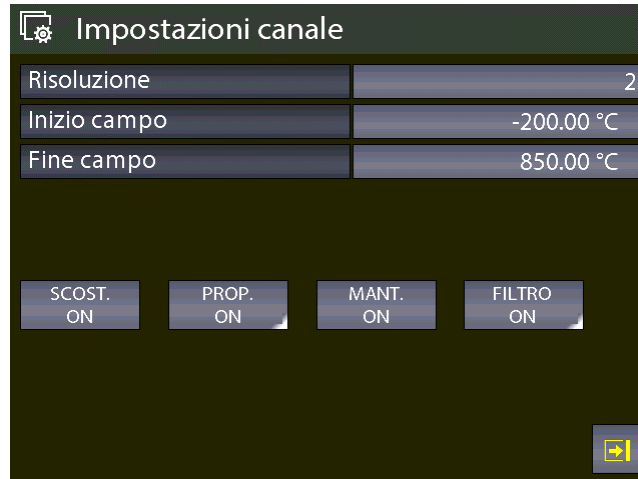 Impostazioni canale
Risoluzione 2
Inizio campo -200.00 °C
Fine campo 850.00 °C
SCOST. PROP. MANT. FILTRO
ON ON ON ON